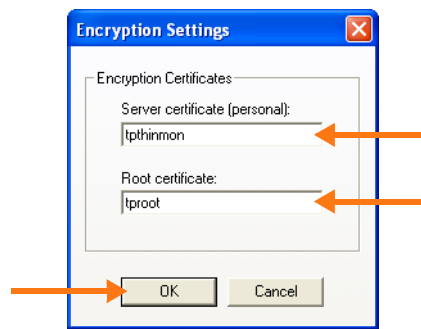 Encryption Settings
Encryption Certificates
Server certificate (personal):
tpthinmon
Root certificate:
tproot
OK
Cancel